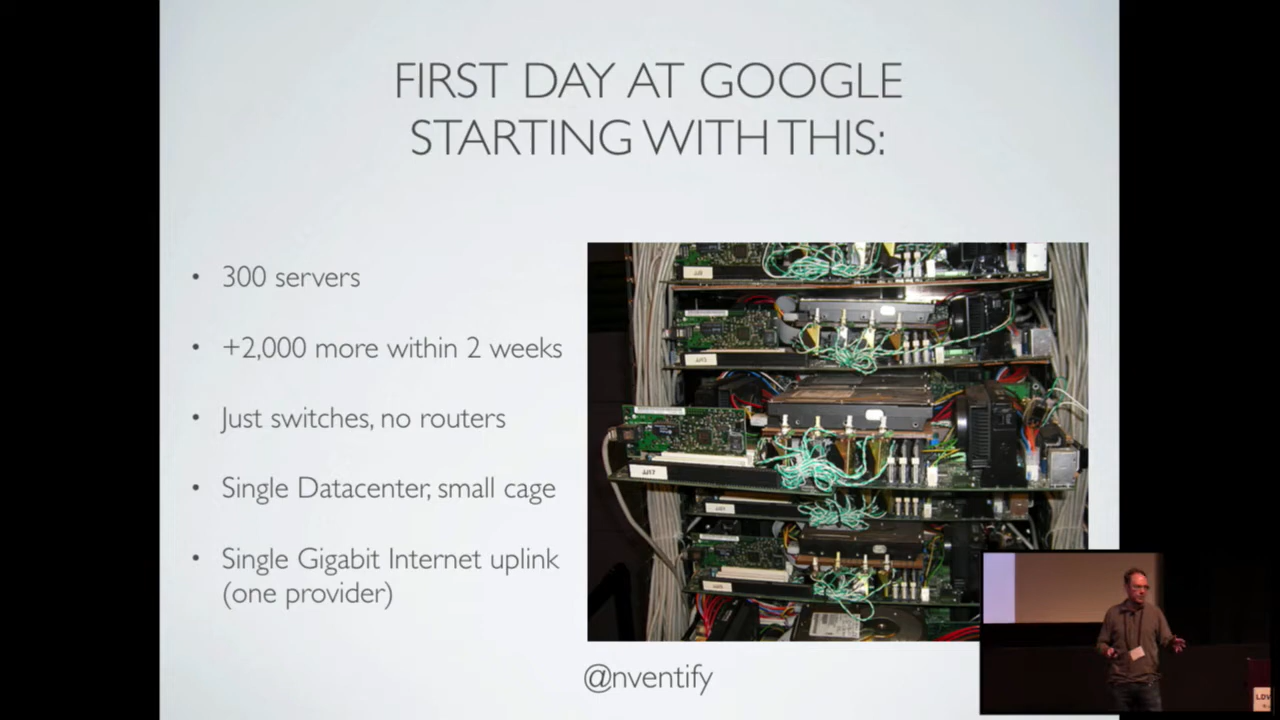 FIRST DAY AT GOOGLE
STARTING WITH THIS:
• 300 servers
• +2,000 more within 2 weeks
• Just switches, no routers
• Single Datacenter, small cage
• Single Gigabit Internet uplink
(one provider)
@nventify